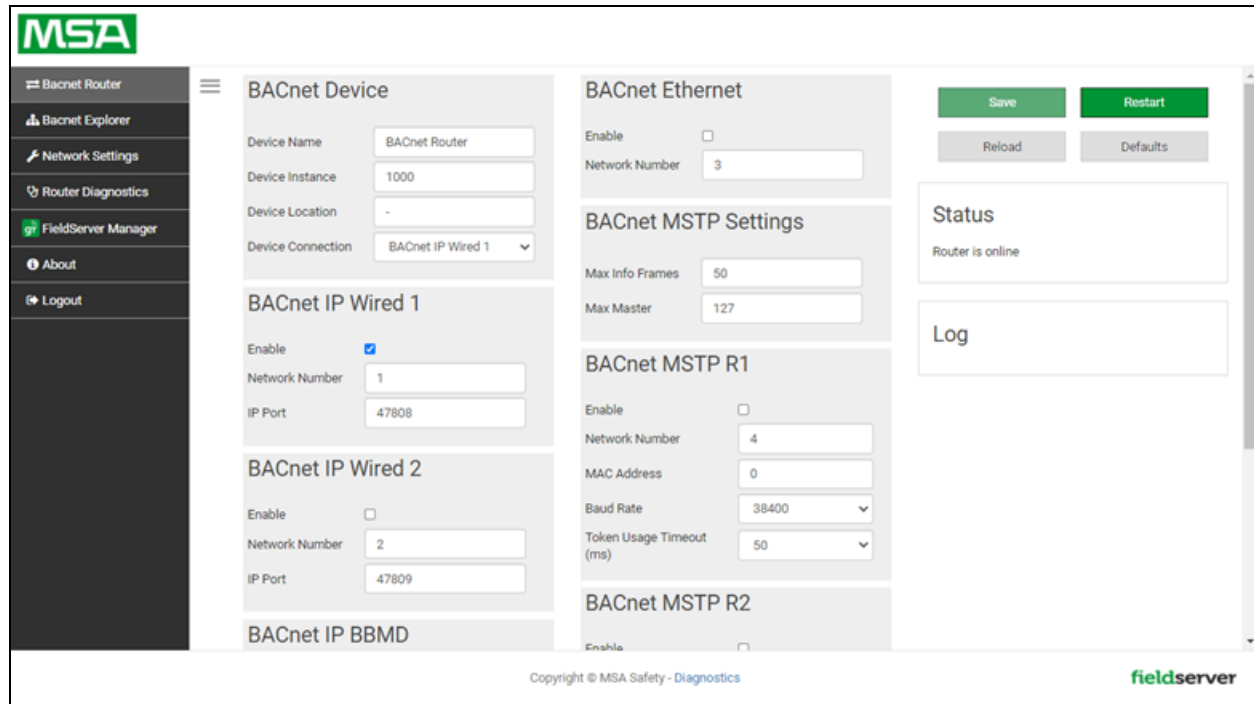 MSA
Bacnet Router
Bacnet Explorer
Network Settings
Router Diagnostics
FieldServer Manager
About
Logout
BACnet Device
Device Name BACnet Router
Device Instance 1000
Device Location -
Device Connection BACnet IP Wired 1
BACnet IP Wired 1
Enable
Network Number 1
IP Port 47808
BACnet IP Wired 2
Enable
Network Number 2
IP Port 47809
BACnet IP BBMD
BACnet Ethernet
Enable
Network Number 3
BACnet MSTP Settings
Max Info Frames 50
Max Master 127
BACnet MSTP R1
Enable
Network Number 4
MAC Address 0
Baud Rate 38400
Token Usage Timeout
(ms) 50
BACnet MSTP R2
Enable
Save Restart
Reload Defaults
Status
Router is online
Log
Copyright © MSA Safety - Diagnostics
fieldserver